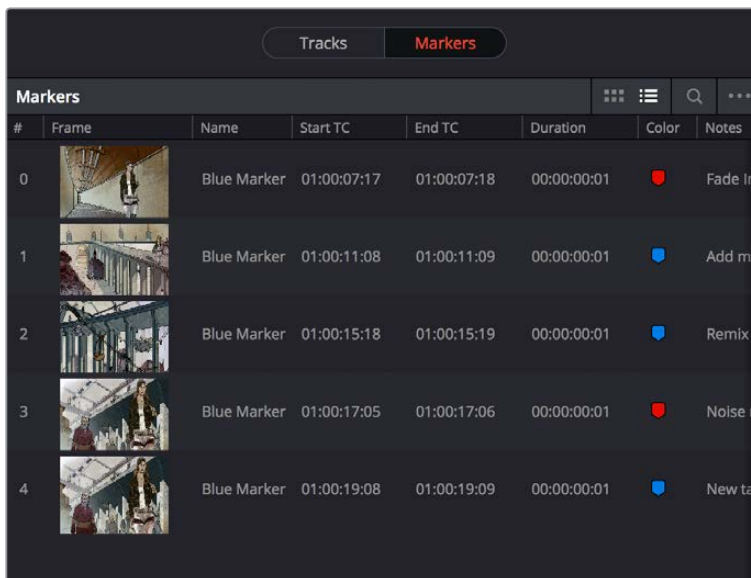 Tracks Markers
Markers
# Frame Name Start TC End TC Duration Color Notes
0 Blue Marker 01:00:07:17 01:00:07:18 00:00:00:01 Fade In
1 Blue Marker 01:00:11:08 01:00:11:09 00:00:00:01 Add m
2 Blue Marker 01:00:15:18 01:00:15:19 00:00:00:01 Remix
3 Blue Marker 01:00:17:05 01:00:17:06 00:00:00:01 Noise
4 Blue Marker 01:00:19:08 01:00:19:09 00:00:00:01 New ta